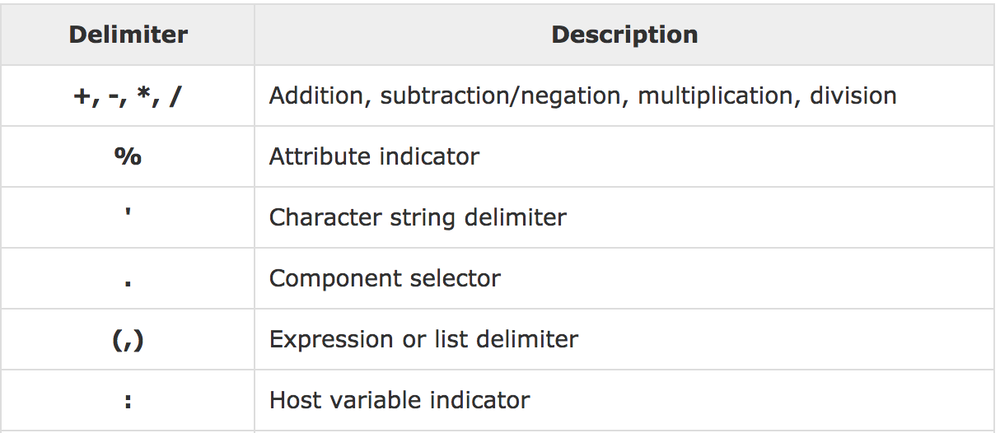 Delimiter Description
+, -, *, / Addition, subtraction/negation, multiplication, division
% Attribute indicator
' Character string delimiter
. Component selector
(,) Expression or list delimiter
: Host variable indicator